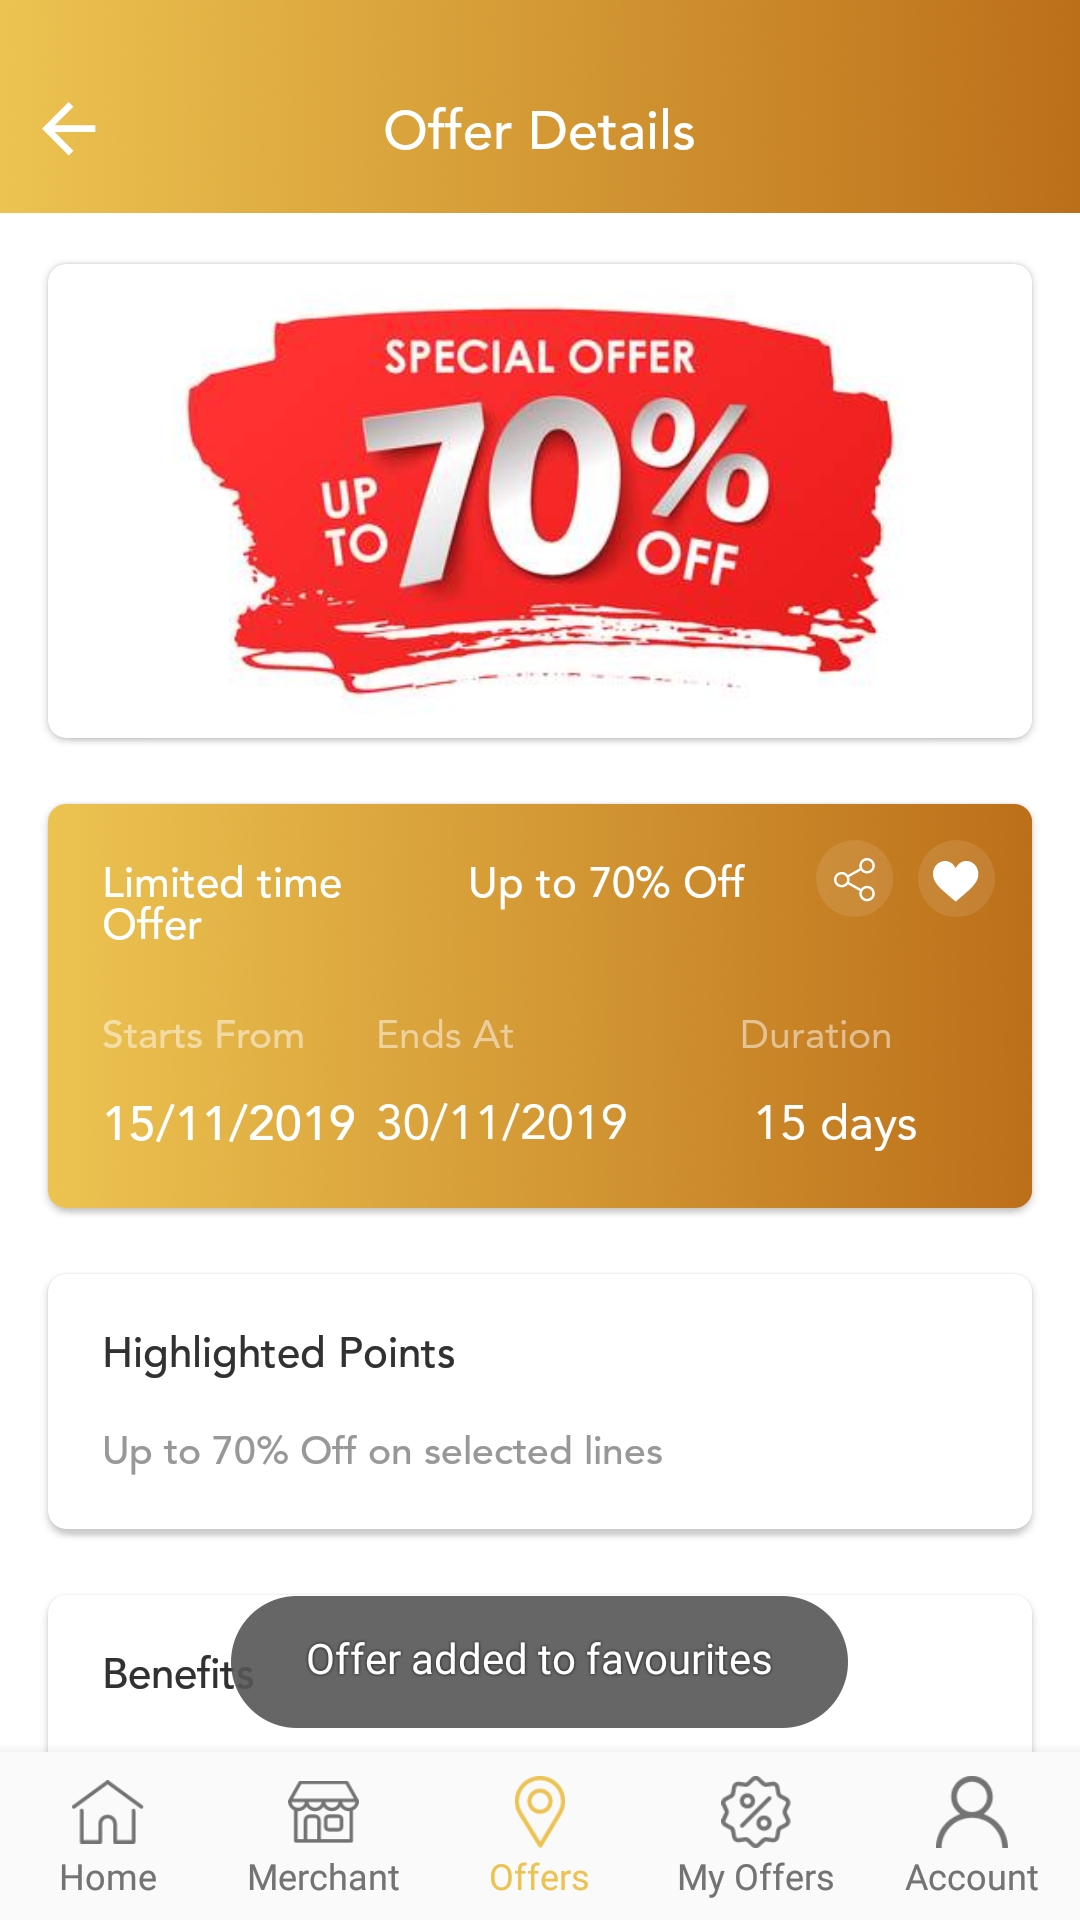 Offer Details
SPECIAL OFFER
UP TO 70% OFF
Limited time
Offer
Up to 70% Off
Starts From Ends At Duration
15/11/2019 30/11/2019 15 days
Highlighted Points
Up to 70% Off on selected lines
Benefits
Offer added to favourites
Home Merchant Offers My Offers Account